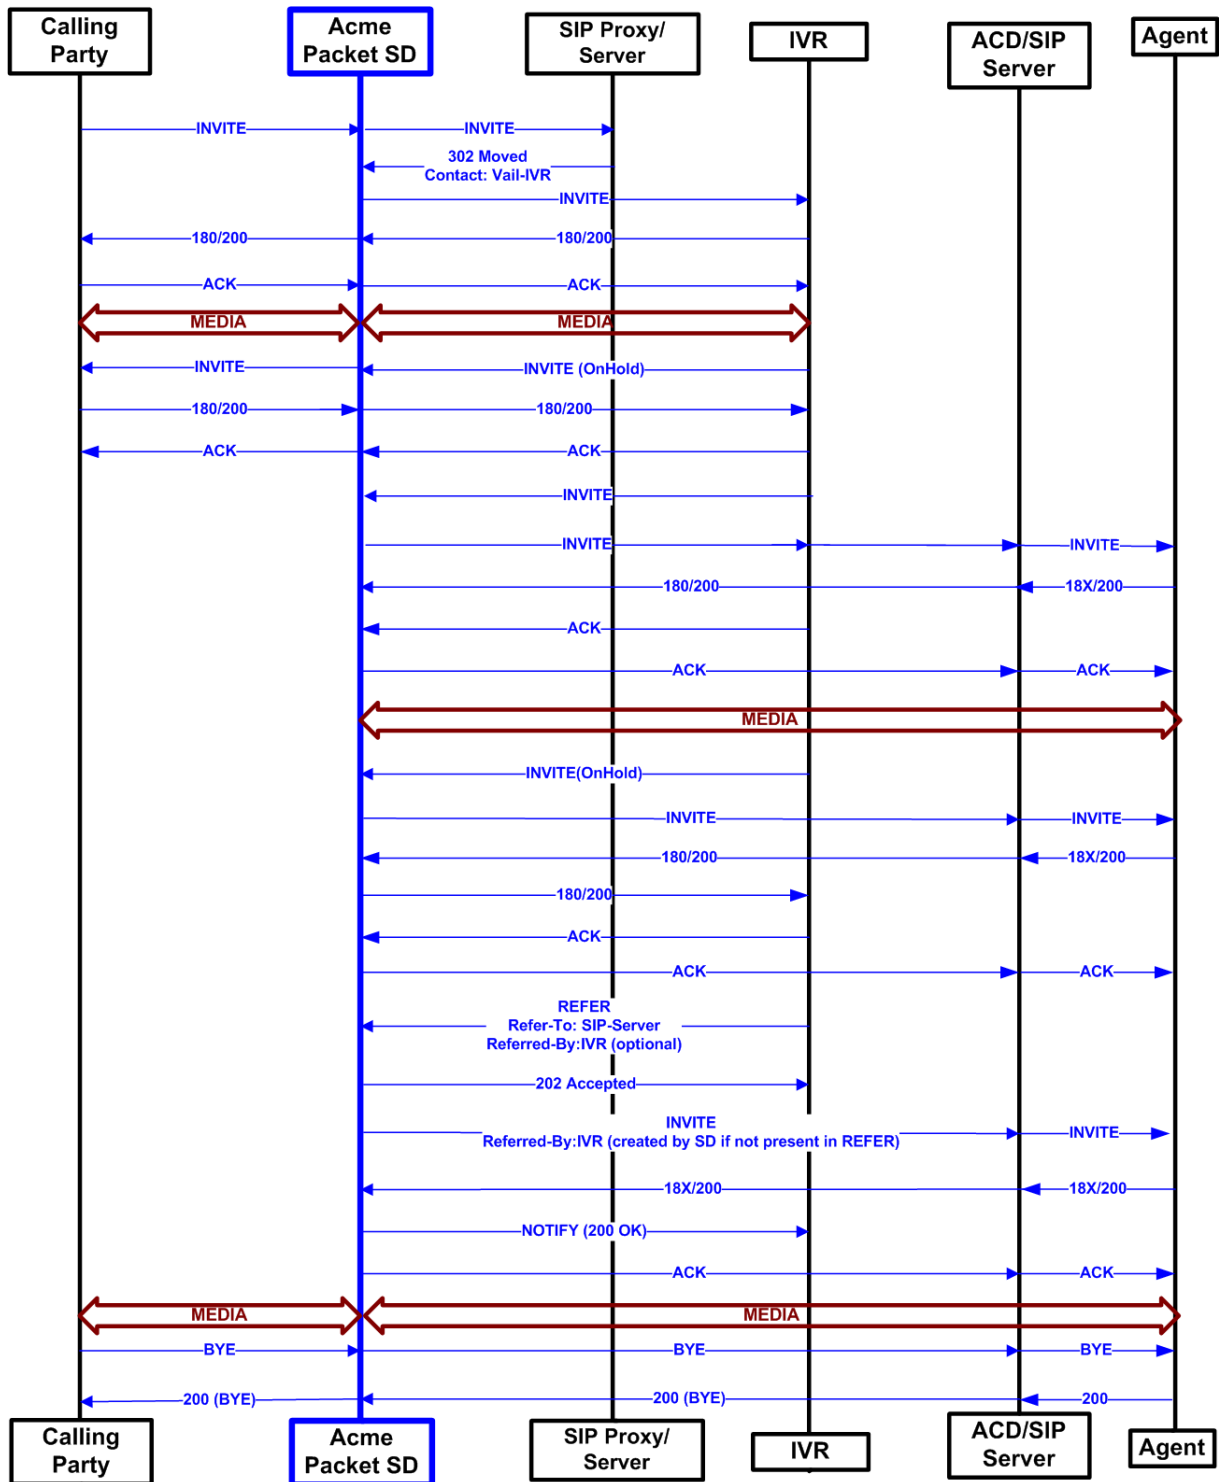 Calling
Party
Acme
Packet SD
SIP Proxy/
Server
IVR
ACD/SIP
Server
Agent
INVITE
INVITE
302 Moved
Contact: Vail-IVR
INVITE
180/200
180/200
ACK
ACK
MEDIA
MEDIA
INVITE
INVITE (OnHold)
180/200
180/200
ACK
ACK
INVITE
INVITE
INVITE
180/200
18X/200
ACK
ACK
ACK
MEDIA
INVITE(OnHold)
INVITE
INVITE
180/200
18X/200
180/200
ACK
ACK
ACK
REFER
Refer-To: SIP-Server
Referred-By:IVR (optional)
202 Accepted
INVITE
Referred-By:IVR (created by SD if not present in REFER)
INVITE
18X/200
18X/200
NOTIFY (200 OK)
ACK
ACK
MEDIA
MEDIA
BYE
BYE
BYE
200 (BYE)
200 (BYE)
200
Calling
Party
Acme
Packet SD
SIP Proxy/
Server
IVR
ACD/SIP
Server
Agent